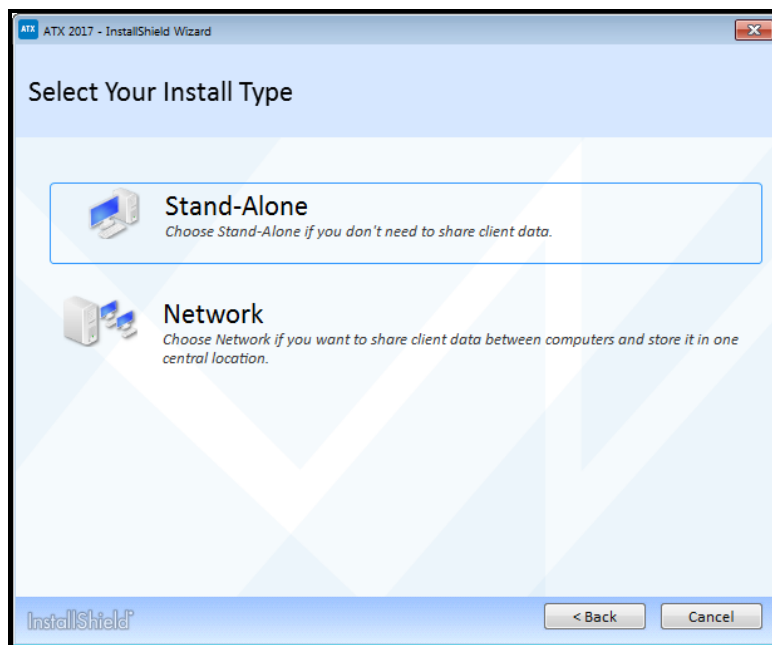 ATX ATX 2017 - InstallShield Wizard
Select Your Install Type
Stand-Alone
Choose Stand-Alone if you don't need to share client data.
Network
Choose Network if you want to share client data between computers and store it in one
central location.
InstallShield
< Back Cancel